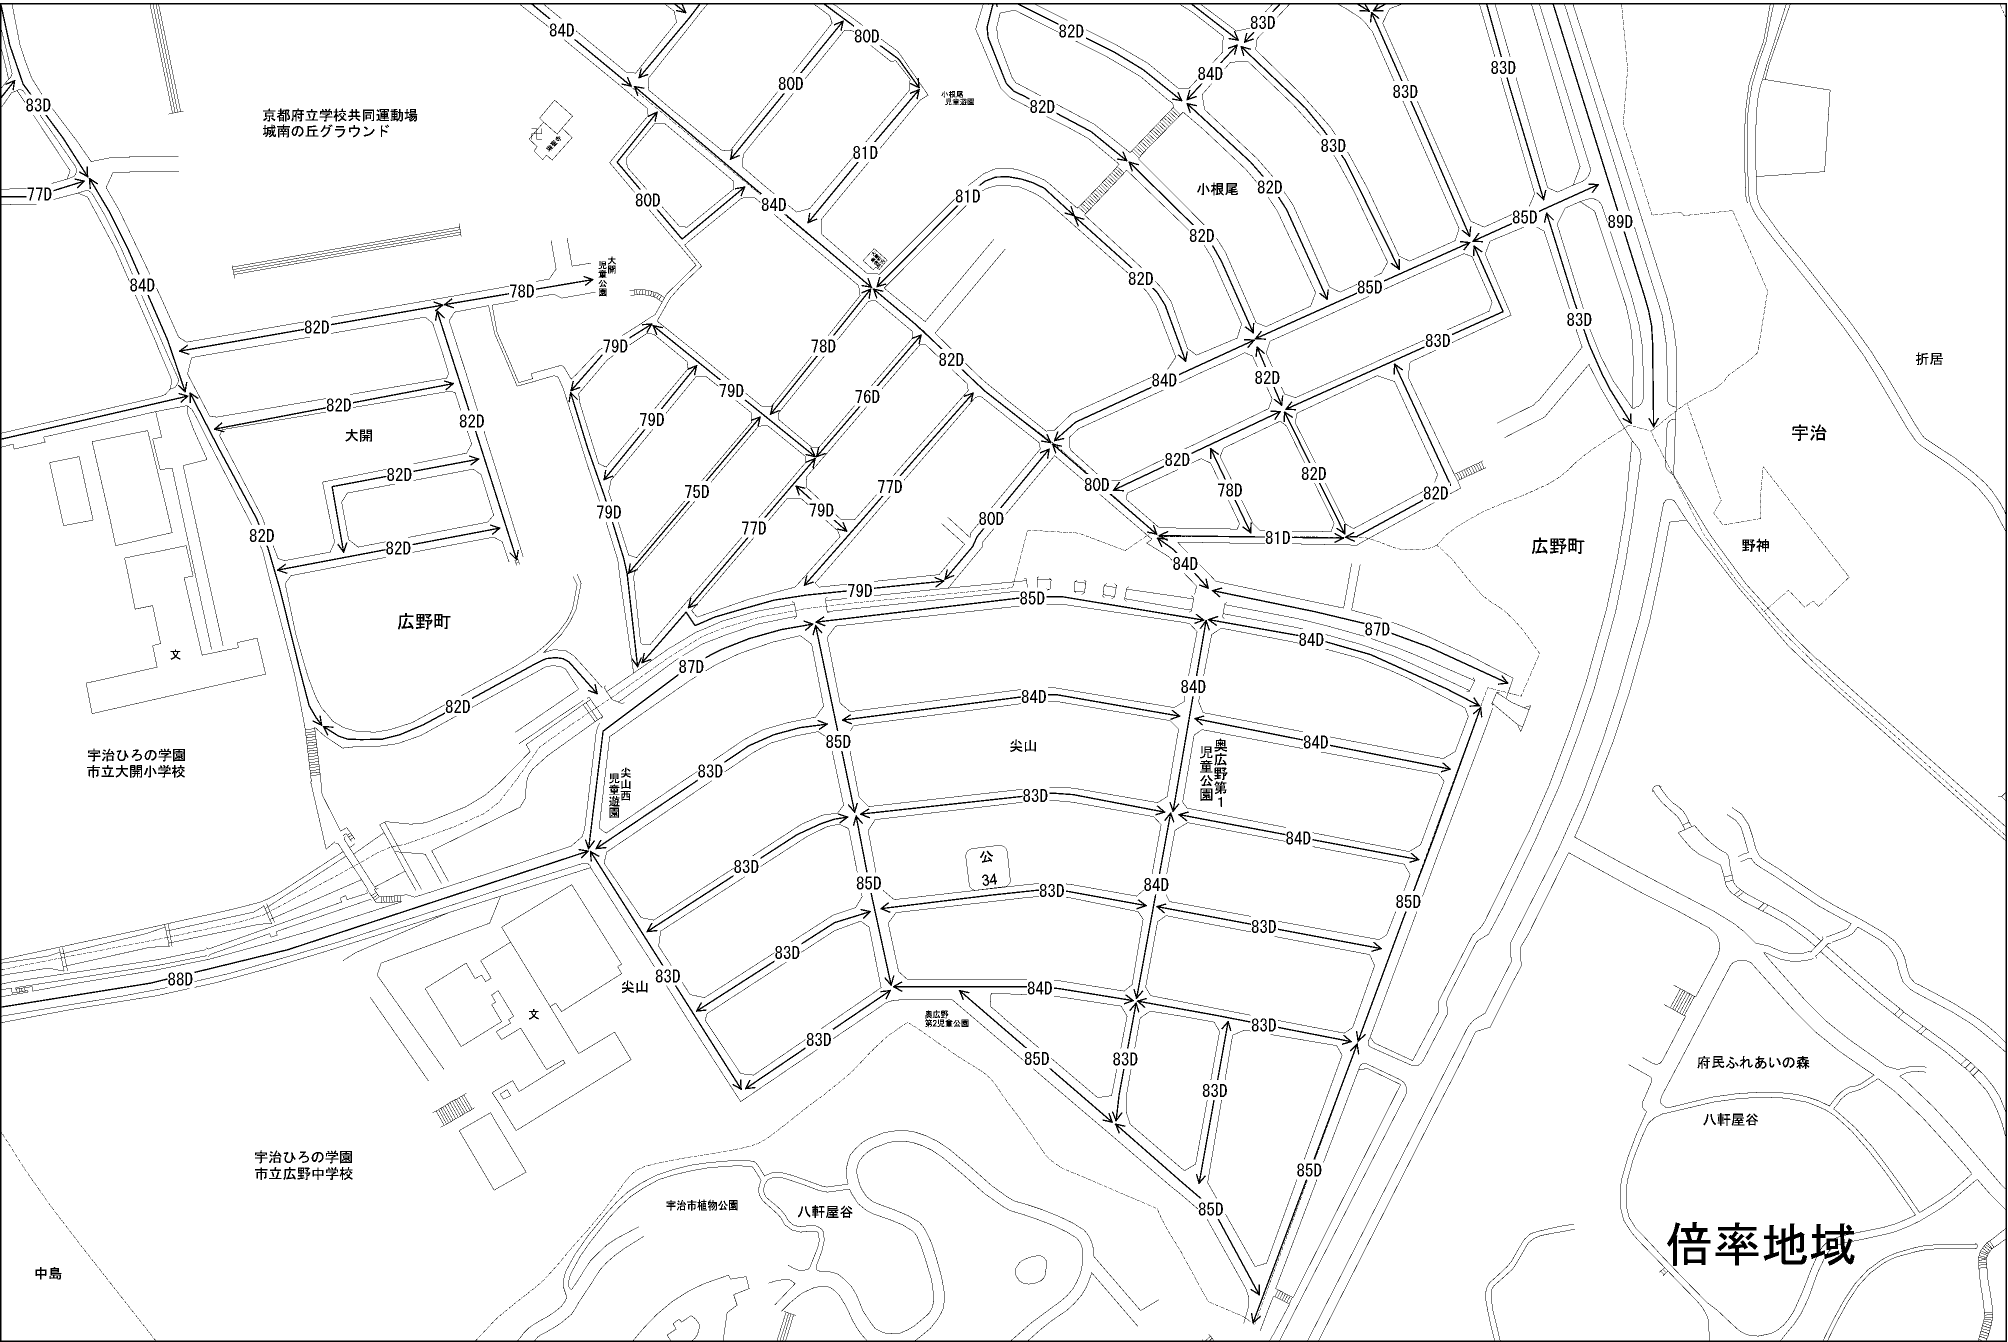 84D
80D
82D
83D
83D
83D
京都府立学校共同運動場
城南の丘グラウンド
80D
小根尾
児童遊園
84D
82D
83D
83D
81D
83D
77D
80D
84D
81D
小根尾
82D
85D
89D
82D
84D
78D
大開
児童公園
82D
85D
82D
79D
78D
82D
83D
83D
折居
79D
76D
84D
82D
82D
79D
82D
大開
宇治
82D
75D
77D
80D
82D
78D
82D
82D
79D
77D
79D
80D
81D
広野町
野神
82D
82D
84D
79D
85D
広野町
87D
84D
文
87D
84D
84D
82D
85D
尖山
84D
奥広野第1
児童公園
宇治ひろの学園
市立大開小学校
83D
尖山西
児童遊園
83D
84D
83D
公
34
85D
83D
84D
85D
83D
83D
88D
83D
尖山
84D
文
奥広野
第2児童公園
83D
83D
85D
83D
83D
府民ふれあいの森
八軒屋谷
宇治ひろの学園
市立広野中学校
85D
宇治市植物公園
八軒屋谷
85D
倍率地域
中島